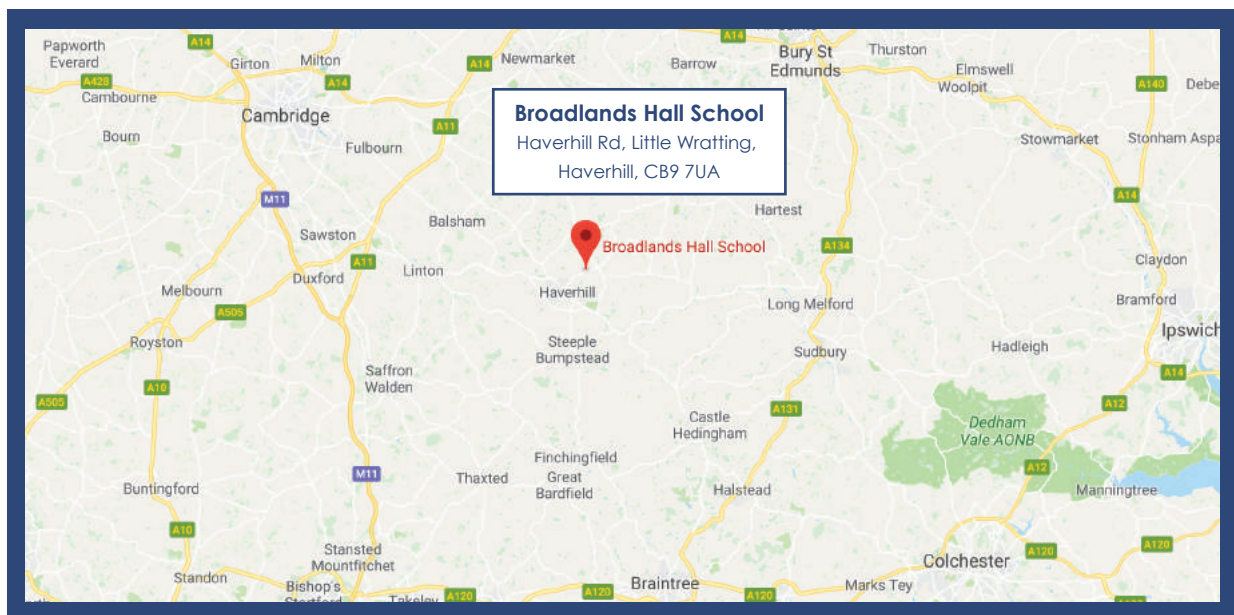 Papworth
Everard
A14
Girton
Milton
A14
Newmarket
A14
Barrow
Bury St
Edmunds
Thurston
Elmswell
Woolpit
A140
A428
Cambourne
A14
Bourn
Cambridge
A11
Fulbourn
Broadlands Hall School
Haverhill Rd, Little Wratting,
Haverhill, CB9 7UA
Stowmarket
M11
A14
Balsham
Hartest
Sawston
A11
Linton
Broadlands Hall School
A134
Duxford
Claydon
Melbourn
Haverhill
Long Melford
Bramford
A505
Royston
Steeple
Bumpstead
Sudbury
Hadleigh
Ipswich
Saffron
Walden
A14
A10
A505
A131
A12
Castle
Hedingham
Dedham
Vale AONB
Finchingfield
A12
M11
Thaxted
Great
Bardfield
Halstead
Manningtree
Buntingford
A10
Stansted
Mountfitchet
Colchester
A120
A120
Standon
Bishop's
Braintree
Marks Tey
Takeley
A120
A120